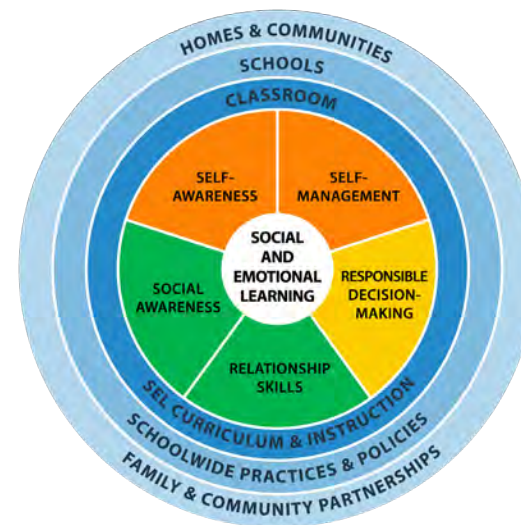 HOMES & COMMUNITIES
SCHOOLS
CLASSROOM
SELF-
AWARENESS
SELF-
MANAGEMENT
SOCIAL
AND
EMOTIONAL
LEARNING
SOCIAL
AWARENESS
RESPONSIBLE
DECISION-
MAKING
RELATIONSHIP
SKILLS
SEL CURRICULUM & INSTRUCTION
SCHOOLWIDE PRACTICES & POLICIES
FAMILY & COMMUNITY PARTNERSHIPS